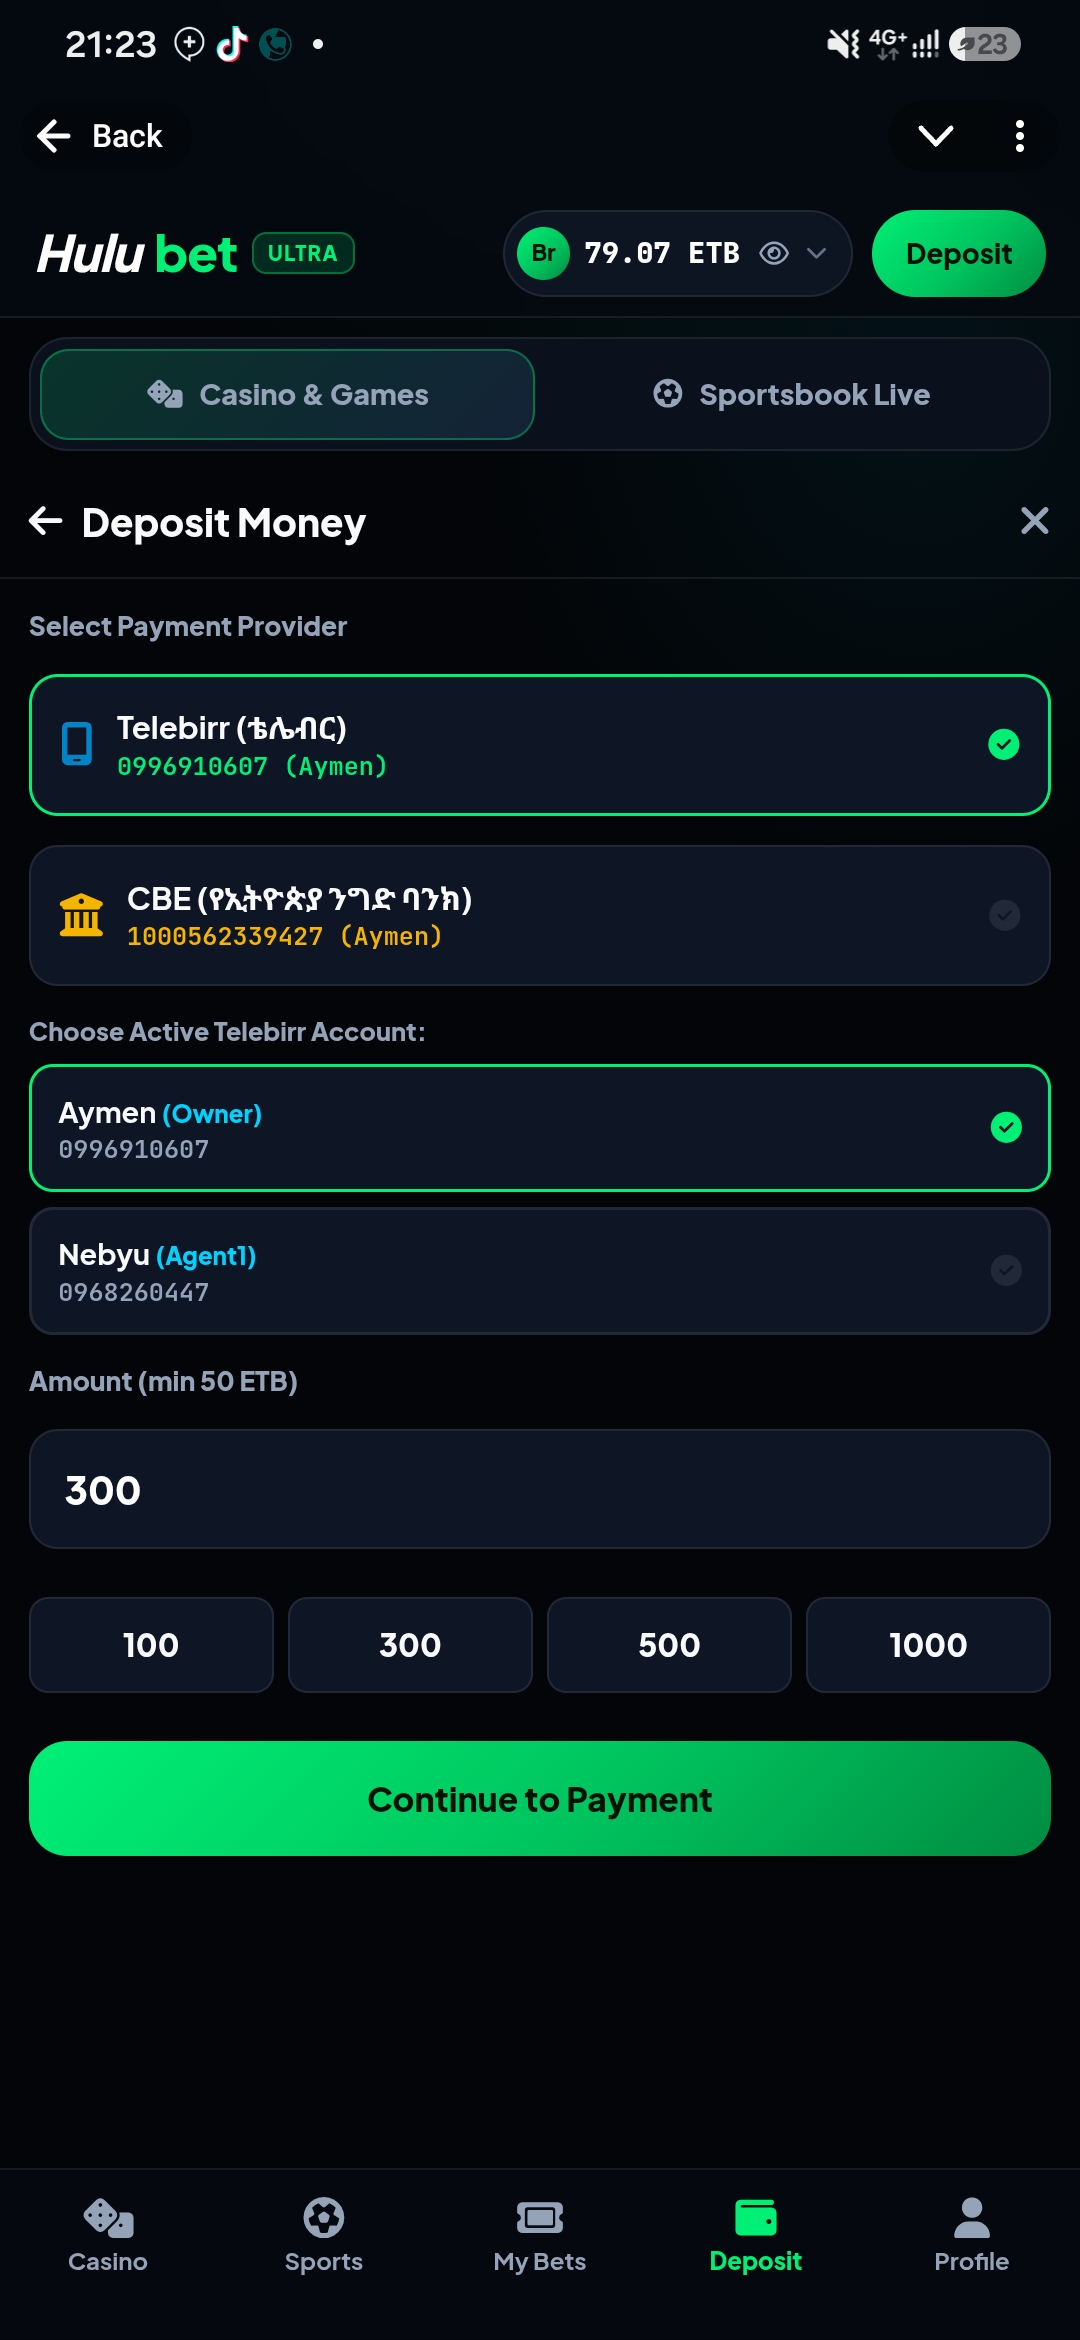 21:23
4G+
23
Back
Hulu bet ULTRA
Br 79.07 ETB
Deposit
Casino & Games
Sportsbook Live
Deposit Money
Select Payment Provider
Telebirr (ቴሌብር)
0996910607 (Aymen)
CBE (የኢትዮጵያ ንግድ ባንክ)
1000562339427 (Aymen)
Choose Active Telebirr Account:
Aymen (Owner)
0996910607
Nebyu (Agent1)
0968260447
Amount (min 50 ETB)
300
100
300
500
1000
Continue to Payment
Casino
Sports
My Bets
Deposit
Profile